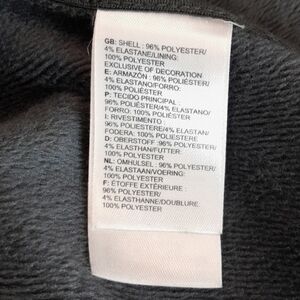 GB: SHELL : 96% POLYESTER/
4% ELASTANE/LINING:
100% POLYESTER
EXCLUSIVE OF DECORATION
E: ARMAZÓN : 96% POLIÉSTER/
4% ELASTANO/FORRO:
100% POLIÉSTER
P: TECIDO PRINCIPAL :
96% POLIÉSTER/4% ELASTANO/
FORRO: 100% POLIÉSTER
I: RIVESTIMENTO :
96% POLIESTERE/4% ELASTAN/
FODERA: 100% POLIESTERE
D: OBERSTOFF : 96% POLYESTER/
4% ELASTHAN/FUTTER:
100% POLYESTER
NL: OMHULSEL : 96% POLYESTER/
4% ELASTAAN/VOERING:
100% POLYESTER
F: ÉTOFFE EXTÉRIEURE :
96% POLYESTER/
4% ELASTHANNE/DOUBLURE:
100% POLYESTER